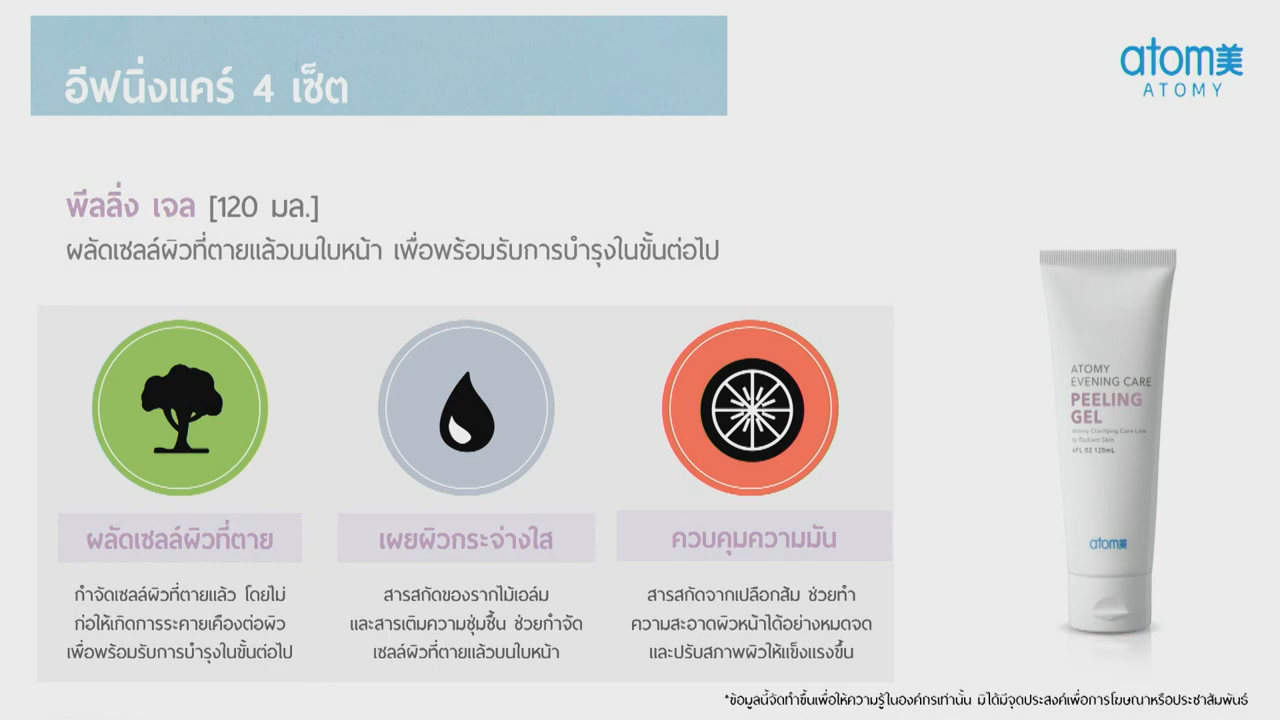 อีฟนิ่งแคร์ 4 เซ็ต
atom美
ATOMY
พีลลิ่ง เจล [120 มล.]
ผลัดเซลล์ผิวที่ตายแล้วบนใบหน้า เพื่อพร้อมรับการบำรุงในขั้นต่อไป
ATOMY
EVENING CARE
PEELING
GEL
Atomy Clarifying Care Line
to Radiant Skin
4FL OZ 120mL
atom美
ผลัดเซลล์ผิวที่ตาย
กำจัดเซลล์ผิวที่ตายแล้ว โดยไม่
ก่อให้เกิดการระคายเคืองต่อผิว
เพื่อพร้อมรับการบำรุงในขั้นต่อไป
เผยผิวกระจ่างใส
สารสกัดของรากไม้เอล์ม
และสารเติมความชุ่มชื้น ช่วยกำจัด
เซลล์ผิวที่ตายแล้วบนใบหน้า
ควบคุมความมัน
สารสกัดจากเปลือกส้ม ช่วยทำ
ความสะอาดผิวหน้าได้อย่างหมดจด
และปรับสภาพผิวให้แข็งแรงขึ้น
*ข้อมูลนี้จัดทำขึ้นเพื่อให้ความรู้ในองค์กรเท่านั้น มิได้มีจุดประสงค์เพื่อการโฆษณาหรือประชาสัมพันธ์